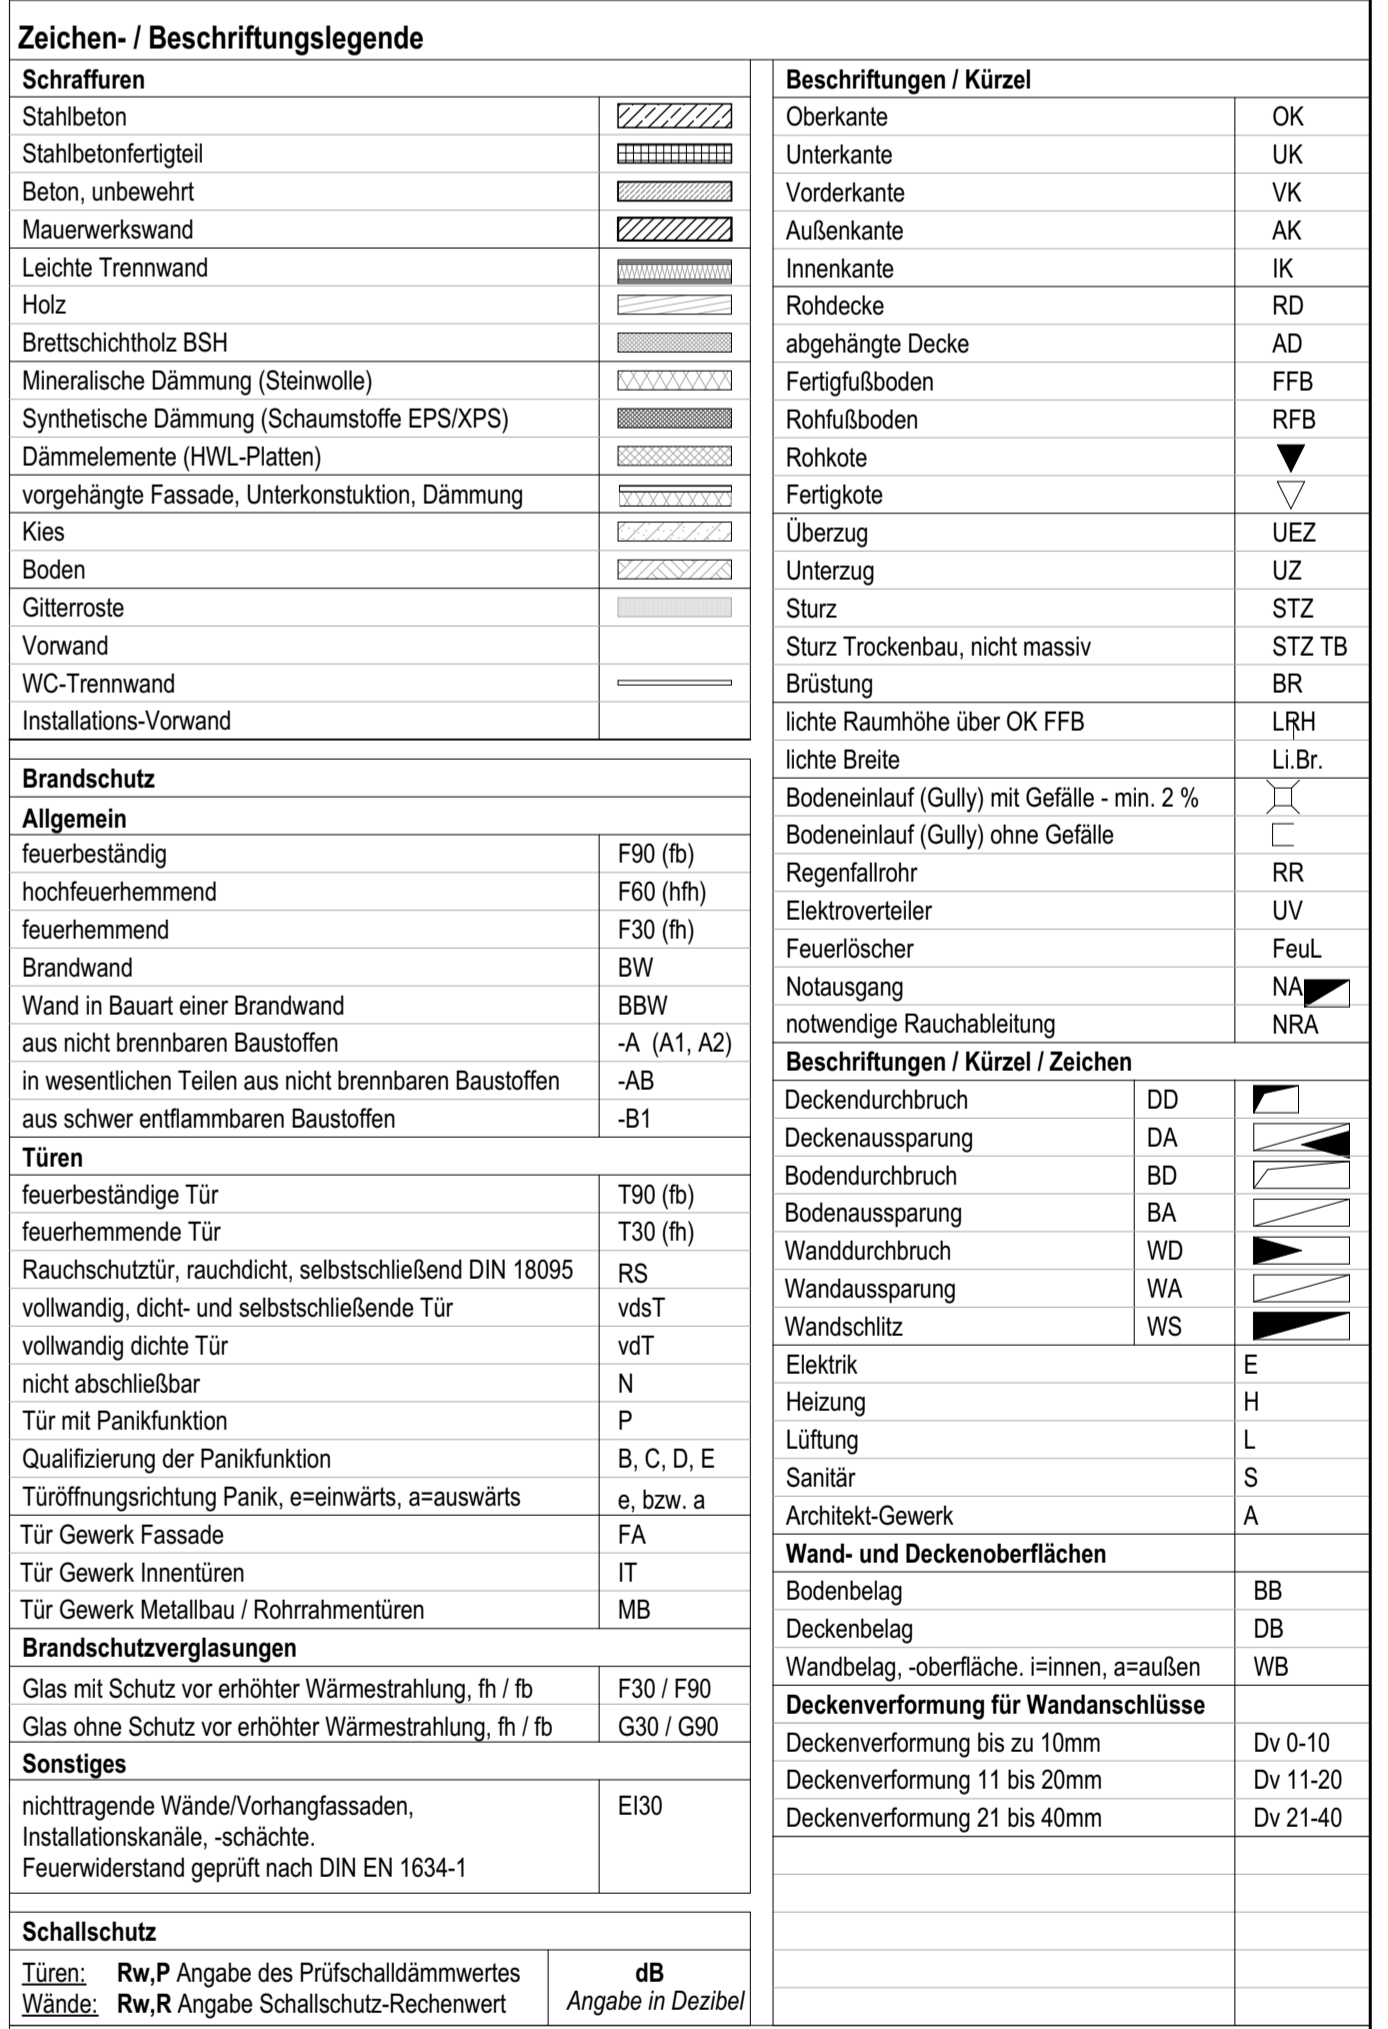 Zeichen- / Beschriftungslegende
Schraffuren
Stahlbeton
Stahlbetonfertigteil
Beton, unbewehrt
Mauerwerkswand
Leichte Trennwand
Holz
Brettschichtholz BSH
Mineralische Dämmung (Steinwolle)
Synthetische Dämmung (Schaumstoffe EPS/XPS)
Dämmelemente (HWL-Platten)
vorgehängte Fassade, Unterkonstuktion, Dämmung
Kies
Boden
Gitterroste
Vorwand
WC-Trennwand
Installations-Vorwand
Brandschutz
Allgemein
feuerbeständig F90 (fb)
hochfeuerhemmend F60 (hfh)
feuerhemmend F30 (fh)
Brandwand BW
Wand in Bauart einer Brandwand BBW
aus nicht brennbaren Baustoffen -A (A1, A2)
in wesentlichen Teilen aus nicht brennbaren Baustoffen -AB
aus schwer entflammbaren Baustoffen -B1
Türen
feuerbeständige Tür T90 (fb)
feuerhemmende Tür T30 (fh)
Rauchschutztür, rauchdicht, selbstschließend DIN 18095 RS
vollwandig, dicht- und selbstschließende Tür vdsT
vollwandig dichte Tür vdT
nicht abschließbar N
Tür mit Panikfunktion P
Qualifizierung der Panikfunktion B, C, D, E
Türöffnungsrichtung Panik, e=einwärts, a=auswärts e, bzw. a
Tür Gewerk Fassade FA
Tür Gewerk Innentüren IT
Tür Gewerk Metallbau / Rohrrahmentüren MB
Brandschutzverglasungen
Glas mit Schutz vor erhöhter Wärmestrahlung, fh / fb F30 / F90
Glas ohne Schutz vor erhöhter Wärmestrahlung, fh / fb G30 / G90
Sonstiges
nichttragende Wände/Vorhangfassaden, EI30
Installationskanäle, -schächte.
Feuerwiderstand geprüft nach DIN EN 1634-1
Schallschutz
Türen: Rw,P Angabe des Prüfschalldämmwertes dB
Wände: Rw,R Angabe Schallschutz-Rechenwert Angabe in Dezibel
Beschriftungen / Kürzel
Oberkante OK
Unterkante UK
Vorderkante VK
Außenkante AK
Innenkante IK
Rohdecke RD
abgehängte Decke AD
Fertigfußboden FFB
Rohfußboden RFB
Rohkote
Fertigkote
Überzug UEZ
Unterzug UZ
Sturz STZ
Sturz Trockenbau, nicht massiv STZ TB
Brüstung BR
lichte Raumhöhe über OK FFB LRH
lichte Breite Li.Br.
Bodeneinlauf (Gully) mit Gefälle - min. 2 %
Bodeneinlauf (Gully) ohne Gefälle
Regenfallrohr RR
Elektroverteiler UV
Feuerlöscher FeuL
Notausgang NA
notwendige Rauchableitung NRA
Beschriftungen / Kürzel / Zeichen
Deckendurchbruch DD
Deckenaussparung DA
Bodendurchbruch BD
Bodenaussparung BA
Wanddurchbruch WD
Wandaussparung WA
Wandschlitz WS
Elektrik E
Heizung H
Lüftung L
Sanitär S
Architekt-Gewerk A
Wand- und Deckenoberflächen
Bodenbelag BB
Deckenbelag DB
Wandbelag, -oberfläche. i=innen, a=außen WB
Deckenverformung für Wandanschlüsse
Deckenverformung bis zu 10mm Dv 0-10
Deckenverformung 11 bis 20mm Dv 11-20
Deckenverformung 21 bis 40mm Dv 21-40